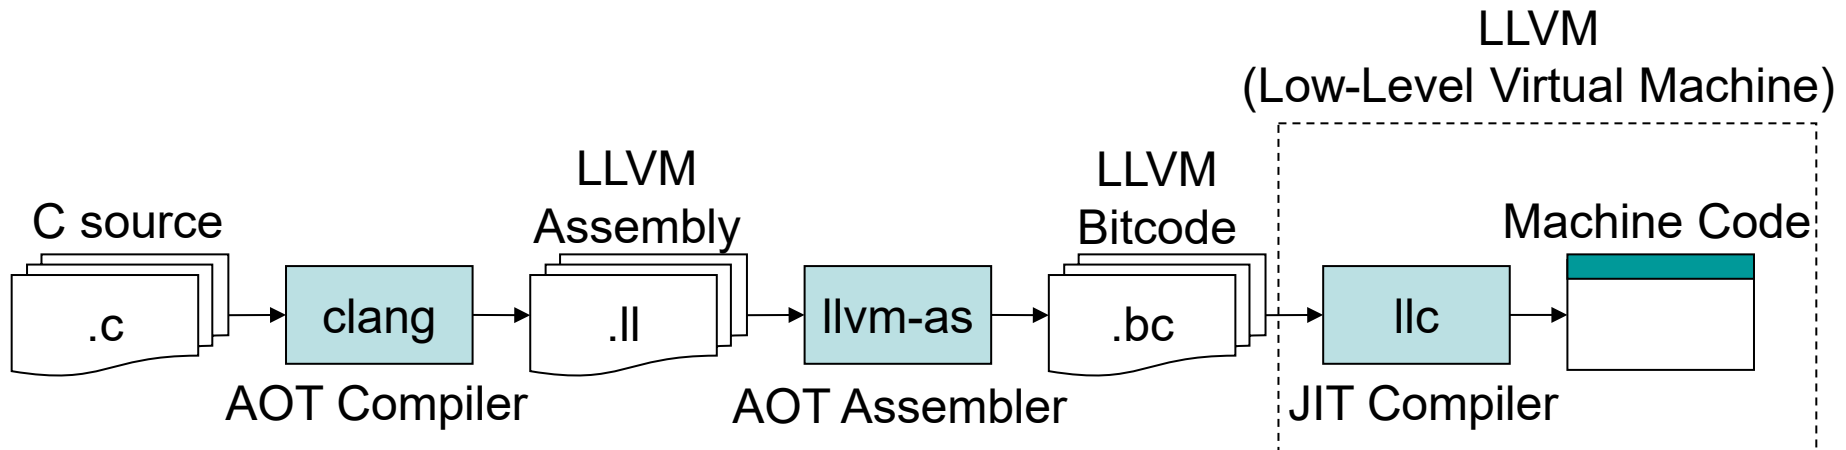 LLVM
(Low-Level Virtual Machine)
LLVM
Assembly
LLVM
Bitcode
C source
Machine Code
.c
clang
.ll
llvm-as
.bc
llc
AOT Compiler
AOT Assembler
JIT Compiler